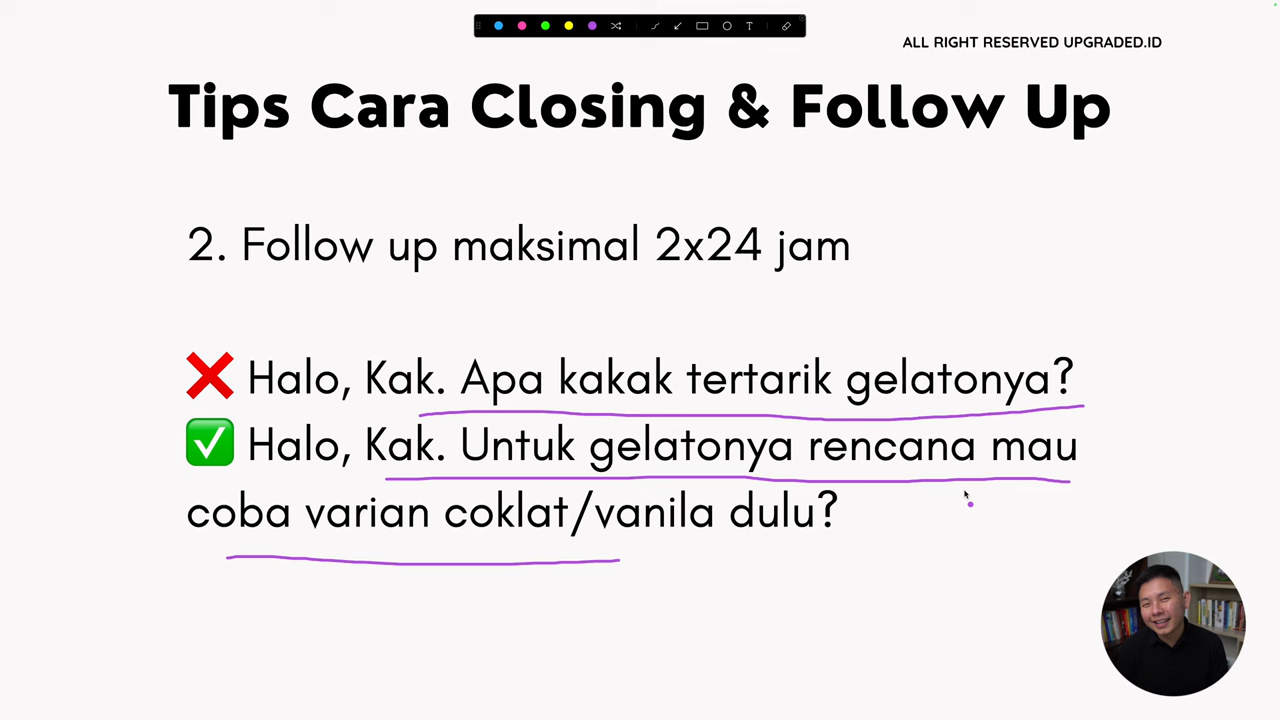 ALL RIGHT RESERVED UPGRADED.ID
Tips Cara Closing & Follow Up
2. Follow up maksimal 2x24 jam
❌ Halo, Kak. Apa kakak tertarik gelatonya?
✅ Halo, Kak. Untuk gelatonya rencana mau
coba varian coklat/vanila dulu?